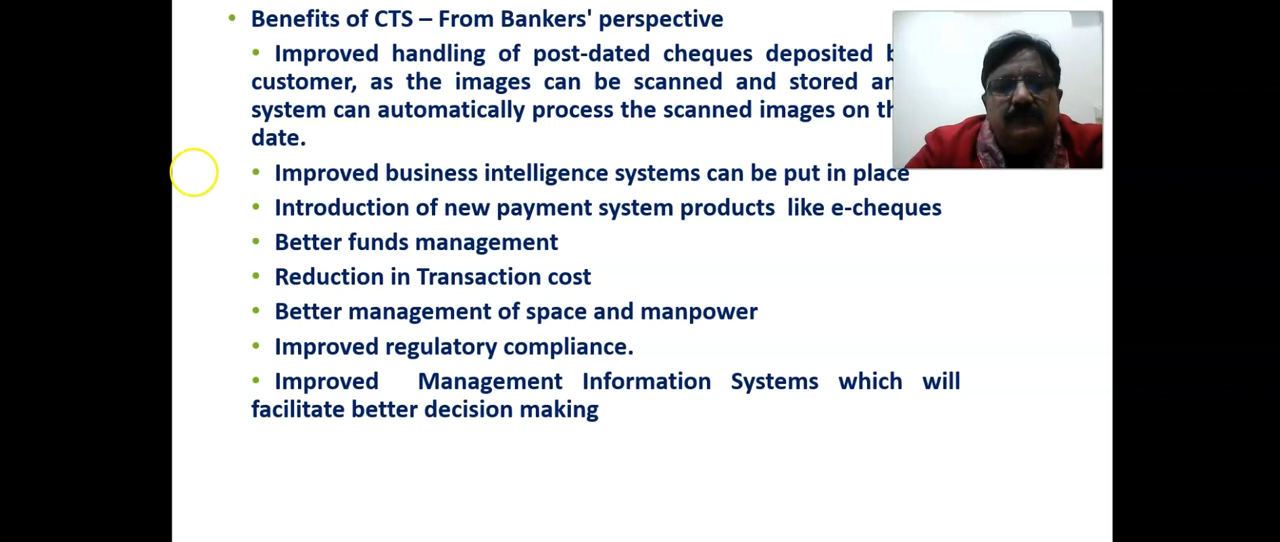 • Benefits of CTS – From Bankers' perspective
• Improved handling of post-dated cheques deposited
customer, as the images can be scanned and stored
system can automatically process the scanned images on
date.
• Improved business intelligence systems can be put in place
• Introduction of new payment system products like e-cheques
• Better funds management
• Reduction in Transaction cost
• Better management of space and manpower
• Improved regulatory compliance.
• Improved Management Information Systems which will
facilitate better decision making